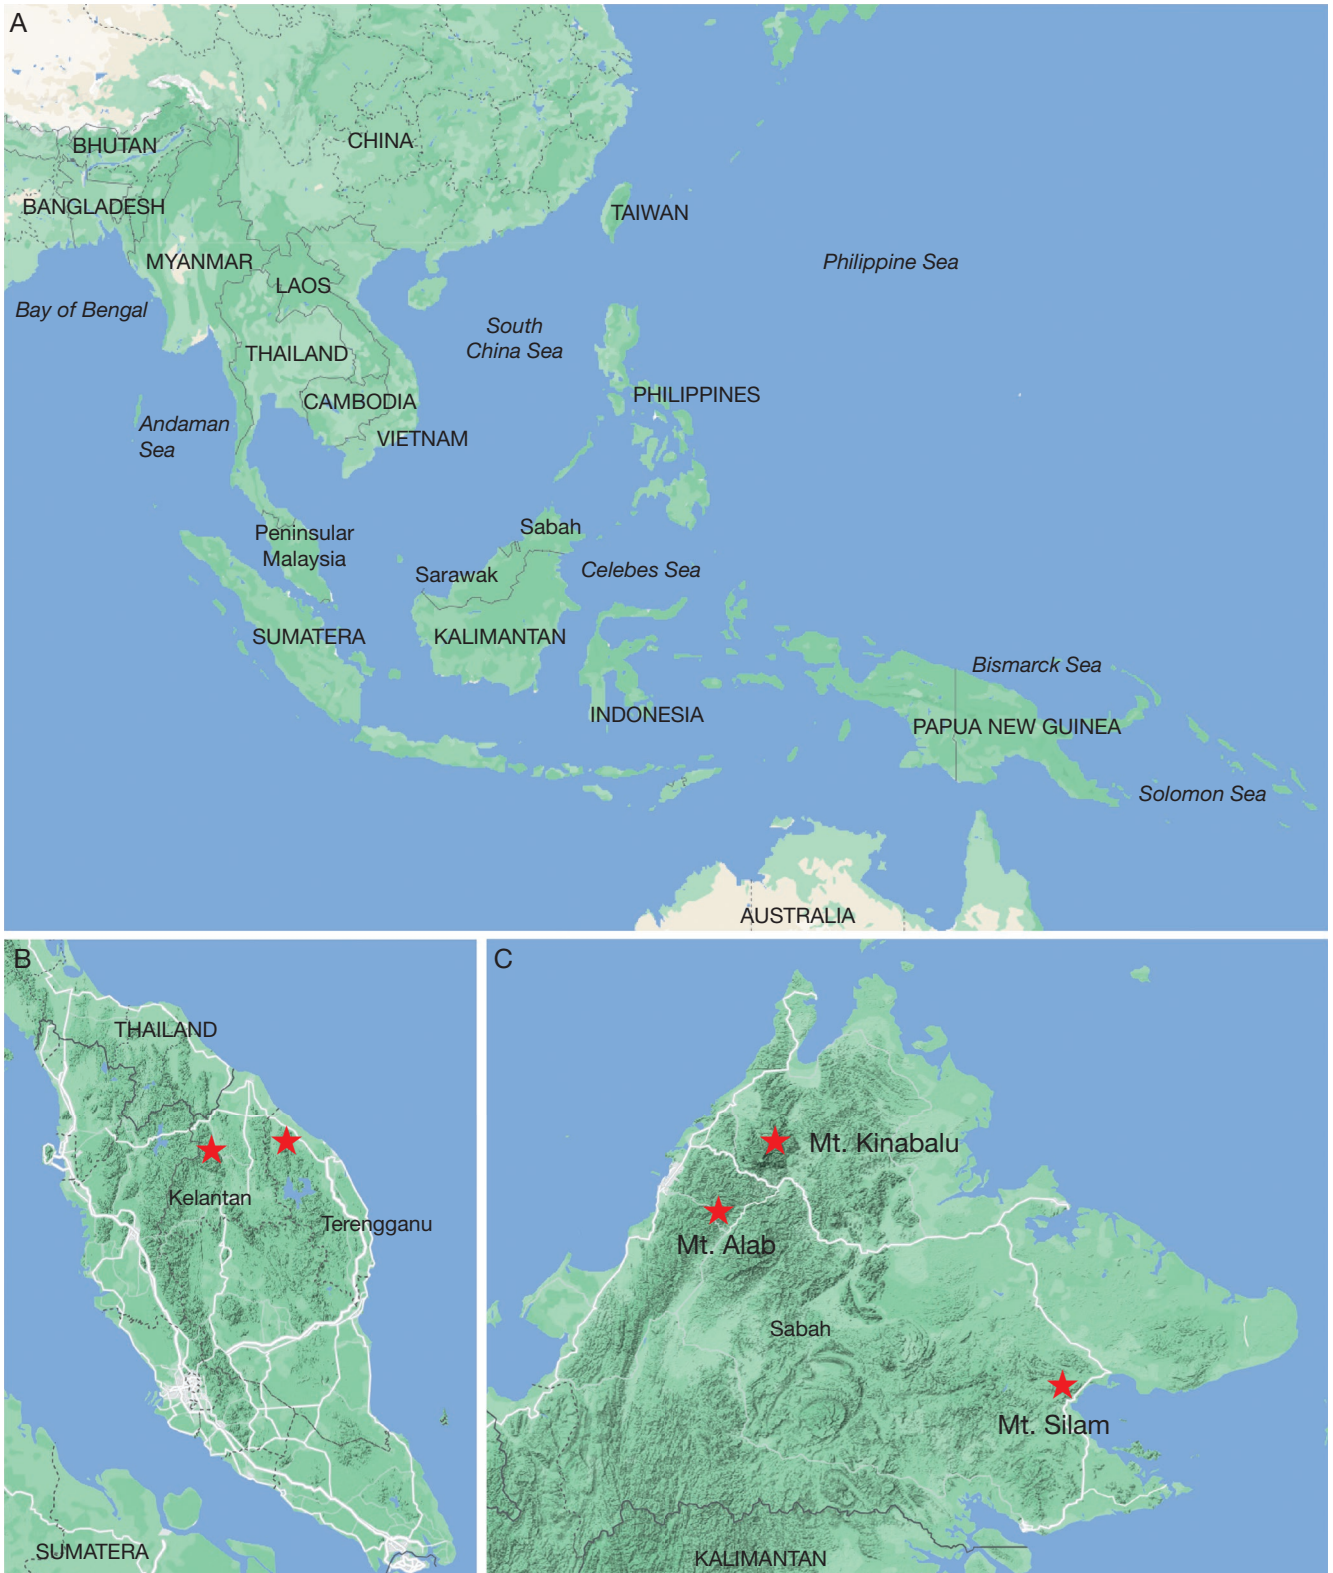 A
BHUTAN
CHINA
BANGLADESH
TAIWAN
MYANMAR
Philippine Sea
LAOS
Bay of Bengal
South
China Sea
THAILAND
PHILIPPINES
CAMBODIA
Andaman
Sea
VIETNAM
Peninsular
Malaysia
Sabah
Sarawak
Celebes Sea
SUMATERA
KALIMANTAN
Bismarck Sea
INDONESIA
PAPUA NEW GUINEA
Solomon Sea
AUSTRALIA
B
THAILAND
Kelantan
Terengganu
SUMATERA
C
Mt. Kinabalu
Mt. Alab
Sabah
Mt. Silam
KALIMANTAN